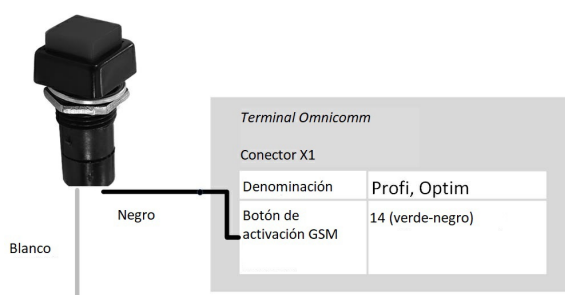 Terminal Omnicomm
Conector X1
Denominación
Profi, Optim
Botón de
activación GSM
14 (verde-negro)
Negro
Blanco